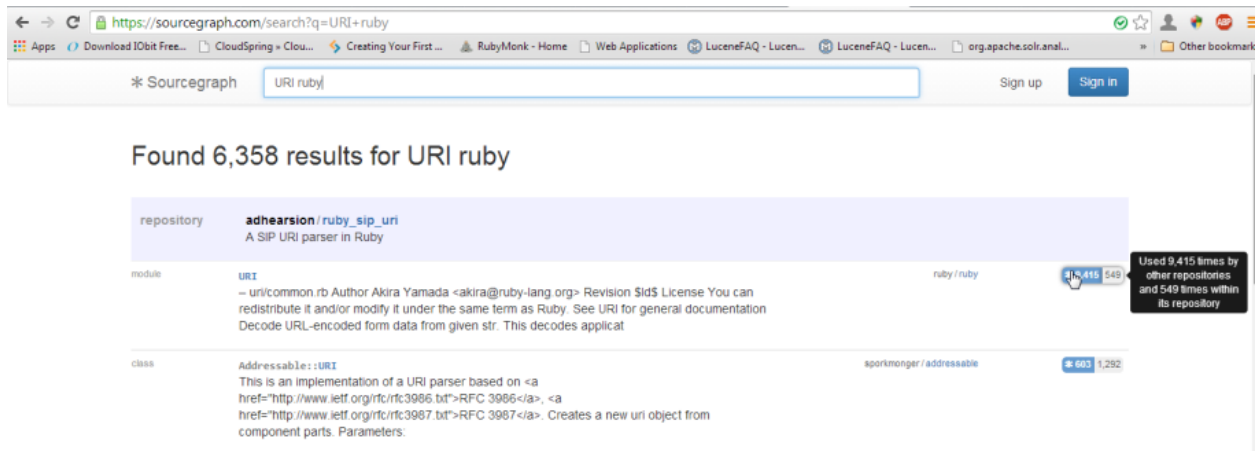 https://sourcegraph.com/search?q=URI+ruby
ABP
Apps Download IObit Free... CloudSpring » Clou... Creating Your First ... RubyMonk - Home Web Applications LuceneFAQ - Lucen... LuceneFAQ - Lucen... org.apache.solr.anal... » Other bookmark
Sourcegraph URI ruby Sign up Sign in
Found 6,358 results for URI ruby
repository adhearsion/ruby_sip_uri
A SIP URI parser in Ruby
module URI ruby/ruby 9,415 549
– uri/common.rb Author Akira Yamada <akira@ruby-lang.org> Revision $Id$ License You can
redistribute it and/or modify it under the same term as Ruby. See URI for general documentation
Decode URL-encoded form data from given str. This decodes applicat
Used 9,415 times by
other repositories
and 549 times within
its repository
class Addressable::URI sporkmonger/addressable 603 1,292
This is an implementation of a URI parser based on <a
href="http://www.ietf.org/rfc/rfc3986.txt">RFC 3986</a>, <a
href="http://www.ietf.org/rfc/rfc3987.txt">RFC 3987</a>. Creates a new uri object from
component parts. Parameters: